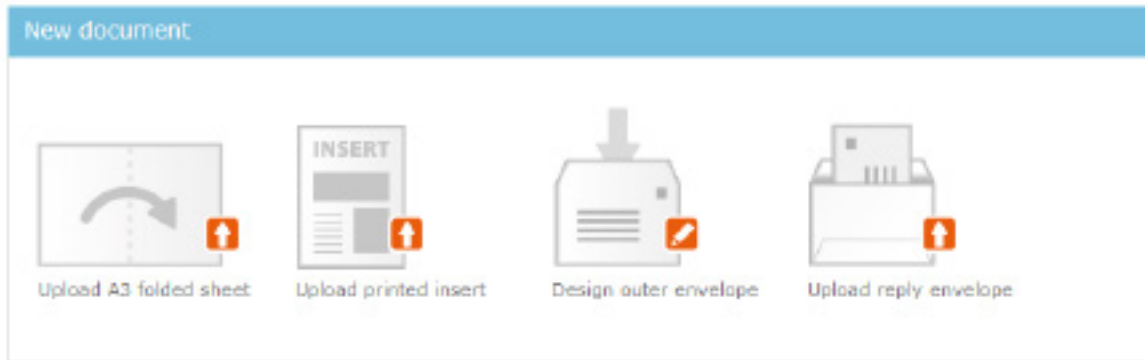 New document
INSERT
Upload A3 folded sheet
Upload printed insert
Design outer envelope
Upload reply envelope